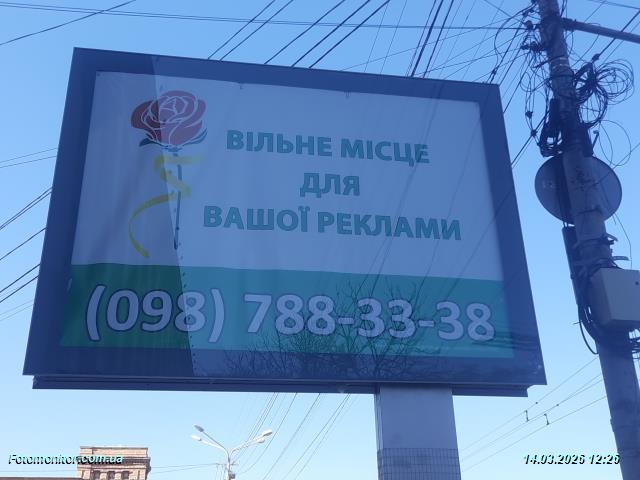 ВІЛЬНЕ МІСЦЕ
ДЛЯ
ВАШОЇ РЕКЛАМИ
(098) 788-33-38
Fotomonitor.com.ua
14.03.2026 12:26